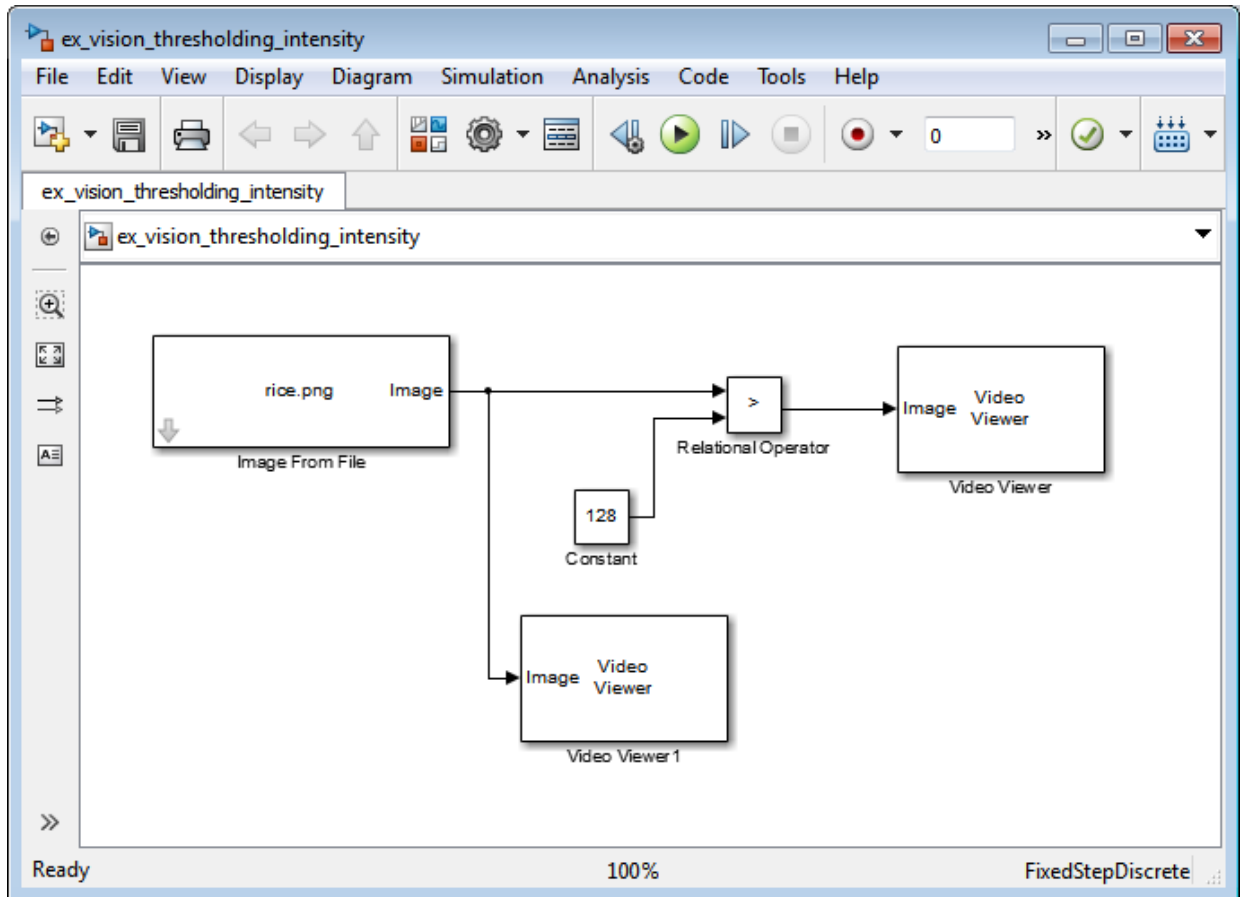 ex_vision_thresholding_intensity
File Edit View Display Diagram Simulation Analysis Code Tools Help
0
ex_vision_thresholding_intensity
ex_vision_thresholding_intensity
rice.png Image
Image From File
>
Relational Operator
Image Video
Viewer
Video Viewer
128
Constant
Image Video
Viewer
Video Viewer1
Ready 100% FixedStepDiscrete